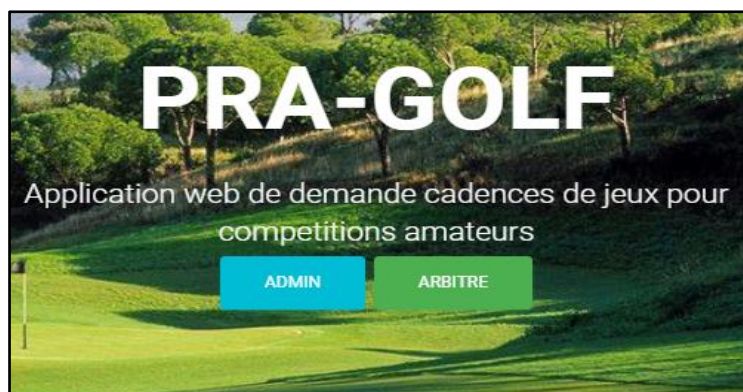 PRA-GOLF
Application web de demande cadences de jeux pour
competitions amateurs
ADMIN
ARBITRE